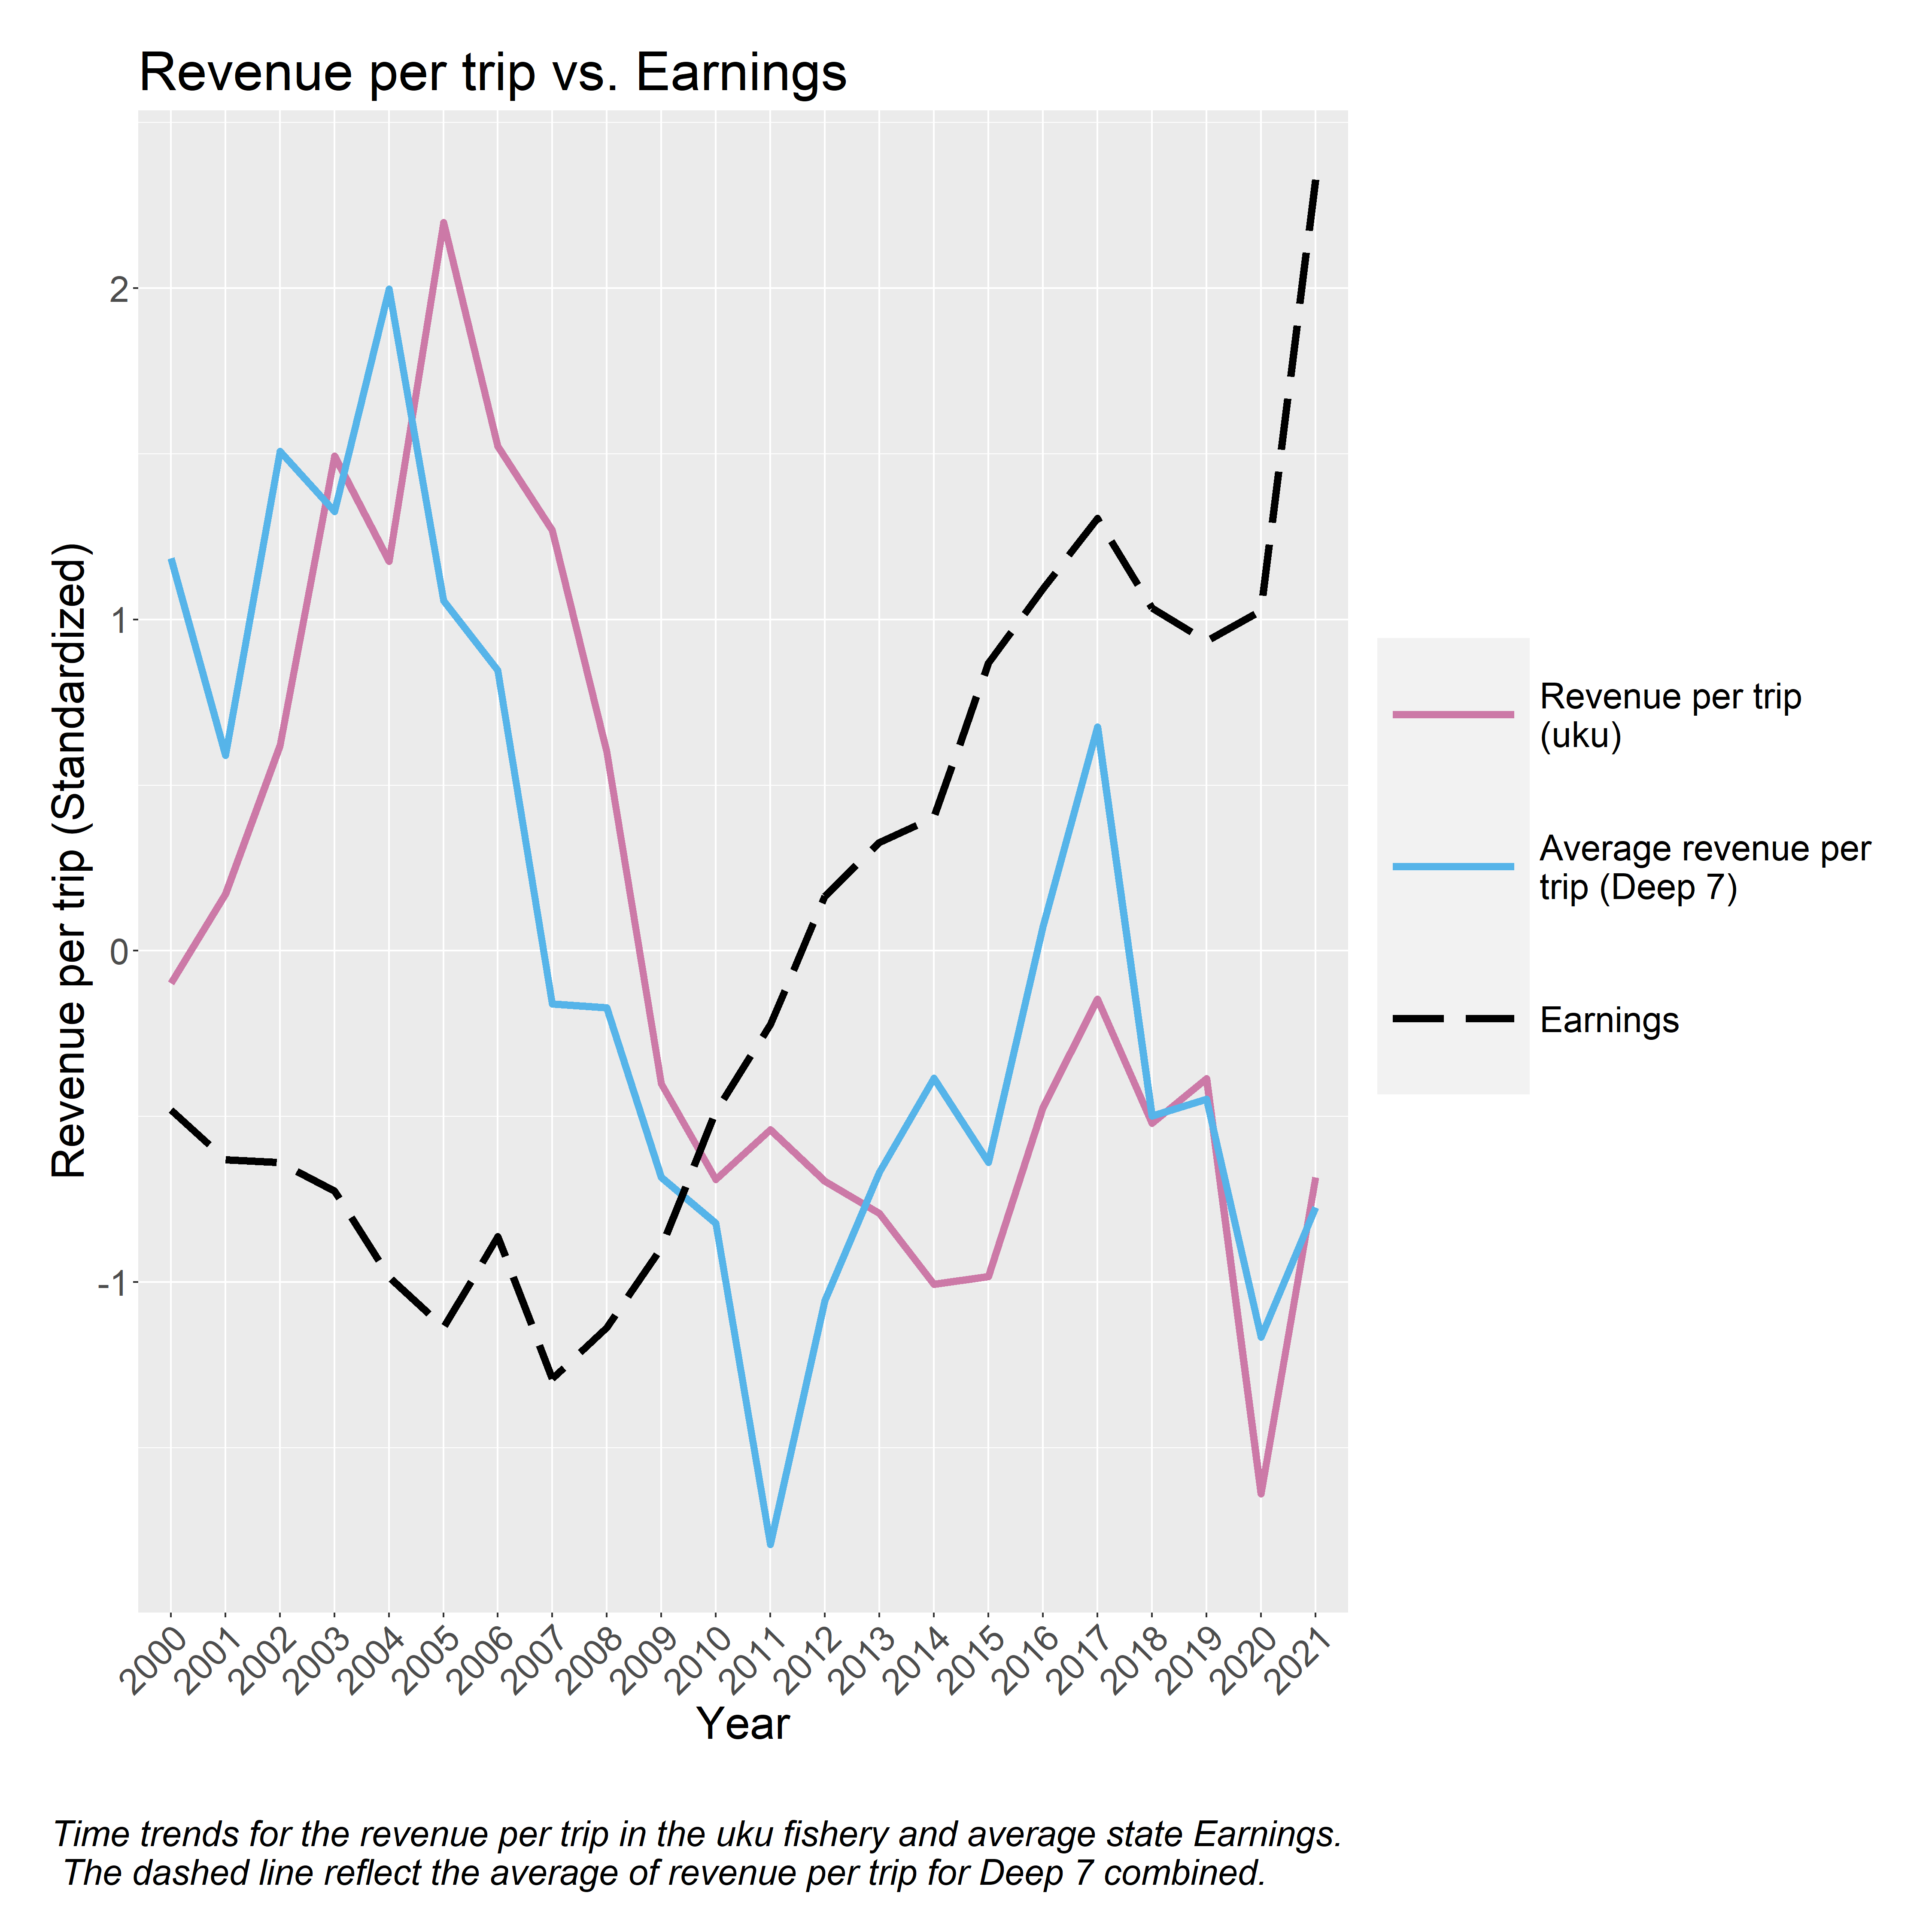 Revenue per trip vs. Earnings
Revenue per trip (Standardized)
2
1
0
-1
2000
2001
2002
2003
2004
2005
2006
2007
2008
2009
2010
2011
2012
2013
2014
2015
2016
2017
2018
2019
2020
2021
Year
Revenue per trip
(uku)
Average revenue per
trip (Deep 7)
Earnings
Time trends for the revenue per trip in the uku fishery and average state Earnings.
The dashed line reflect the average of revenue per trip for Deep 7 combined.